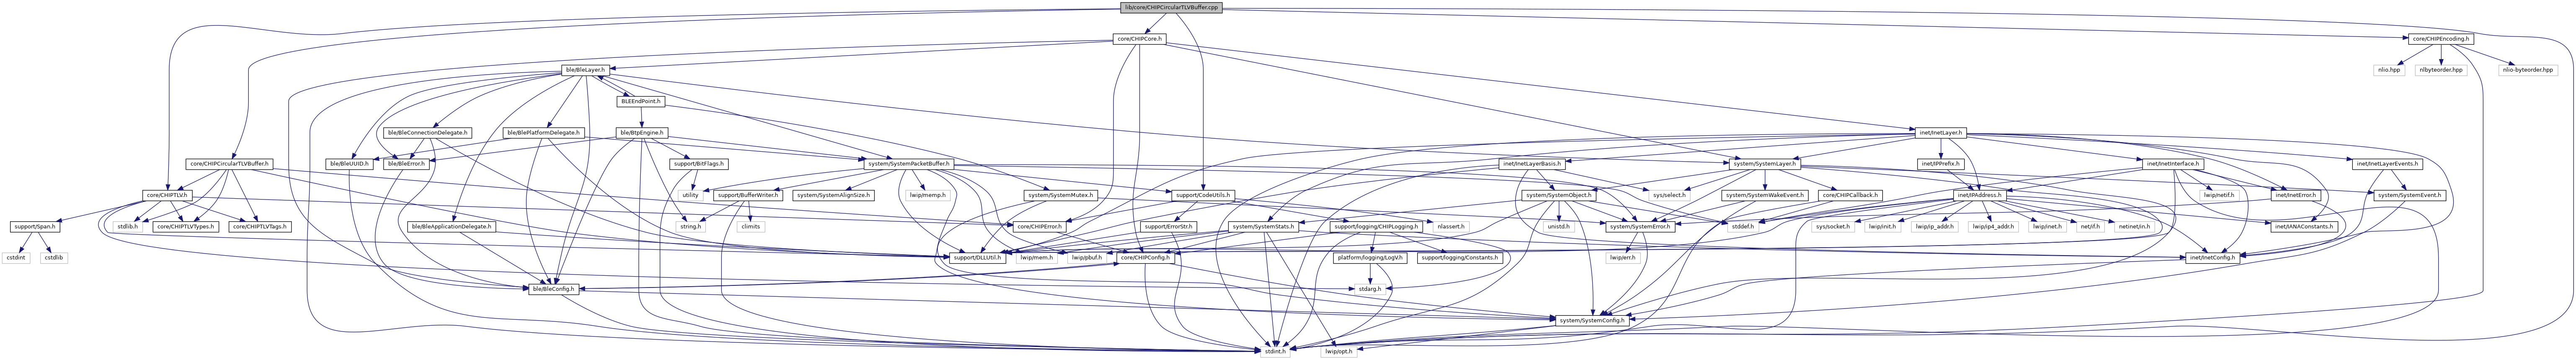 lib/core/CHIPCircularTLVBuffer.cpp
core/CHIPCore.h
core/CHIPEncoding.h
ble/BleLayer.h
nlio.hpp
nlbyteorder.hpp
nlio-byteorder.hpp
BLEEndPoint.h
ble/BleConnectionDelegate.h
ble/BlePlatformDelegate.h
ble/BtpEngine.h
inet/InetLayer.h
core/CHIPCircularTLVBuffer.h
ble/BleUUID.h
ble/BleError.h
support/BitFlags.h
system/SystemPacketBuffer.h
inet/InetLayerBasis.h
system/SystemLayer.h
inet/IPPrefix.h
inet/InetInterface.h
inet/InetLayerEvents.h
core/CHIPTLV.h
utility
support/BufferWriter.h
system/SystemAlignSize.h
lwip/memp.h
system/SystemMutex.h
support/CodeUtils.h
system/SystemObject.h
sys/select.h
system/SystemWakeEvent.h
core/CHIPCallback.h
inet/IPAddress.h
lwip/netif.h
inet/InetError.h
system/SystemEvent.h
support/Span.h
stdlib.h
core/CHIPTLVTypes.h
core/CHIPTLVTags.h
ble/BleApplicationDelegate.h
string.h
climits
core/CHIPError.h
support/ErrorStr.h
system/SystemStats.h
support/logging/CHIPLogging.h
nlassert.h
unistd.h
system/SystemError.h
stddef.h
sys/socket.h
lwip/init.h
lwip/ip_addr.h
lwip/ip4_addr.h
lwip/inet.h
net/if.h
netinet/in.h
inet/IANAConstants.h
cstdint
cstdlib
support/DLLUtil.h
lwip/mem.h
lwip/pbuf.h
core/CHIPConfig.h
platform/logging/LogV.h
support/logging/Constants.h
lwip/err.h
inet/InetConfig.h
ble/BleConfig.h
stdarg.h
system/SystemConfig.h
stdint.h
lwip/opt.h